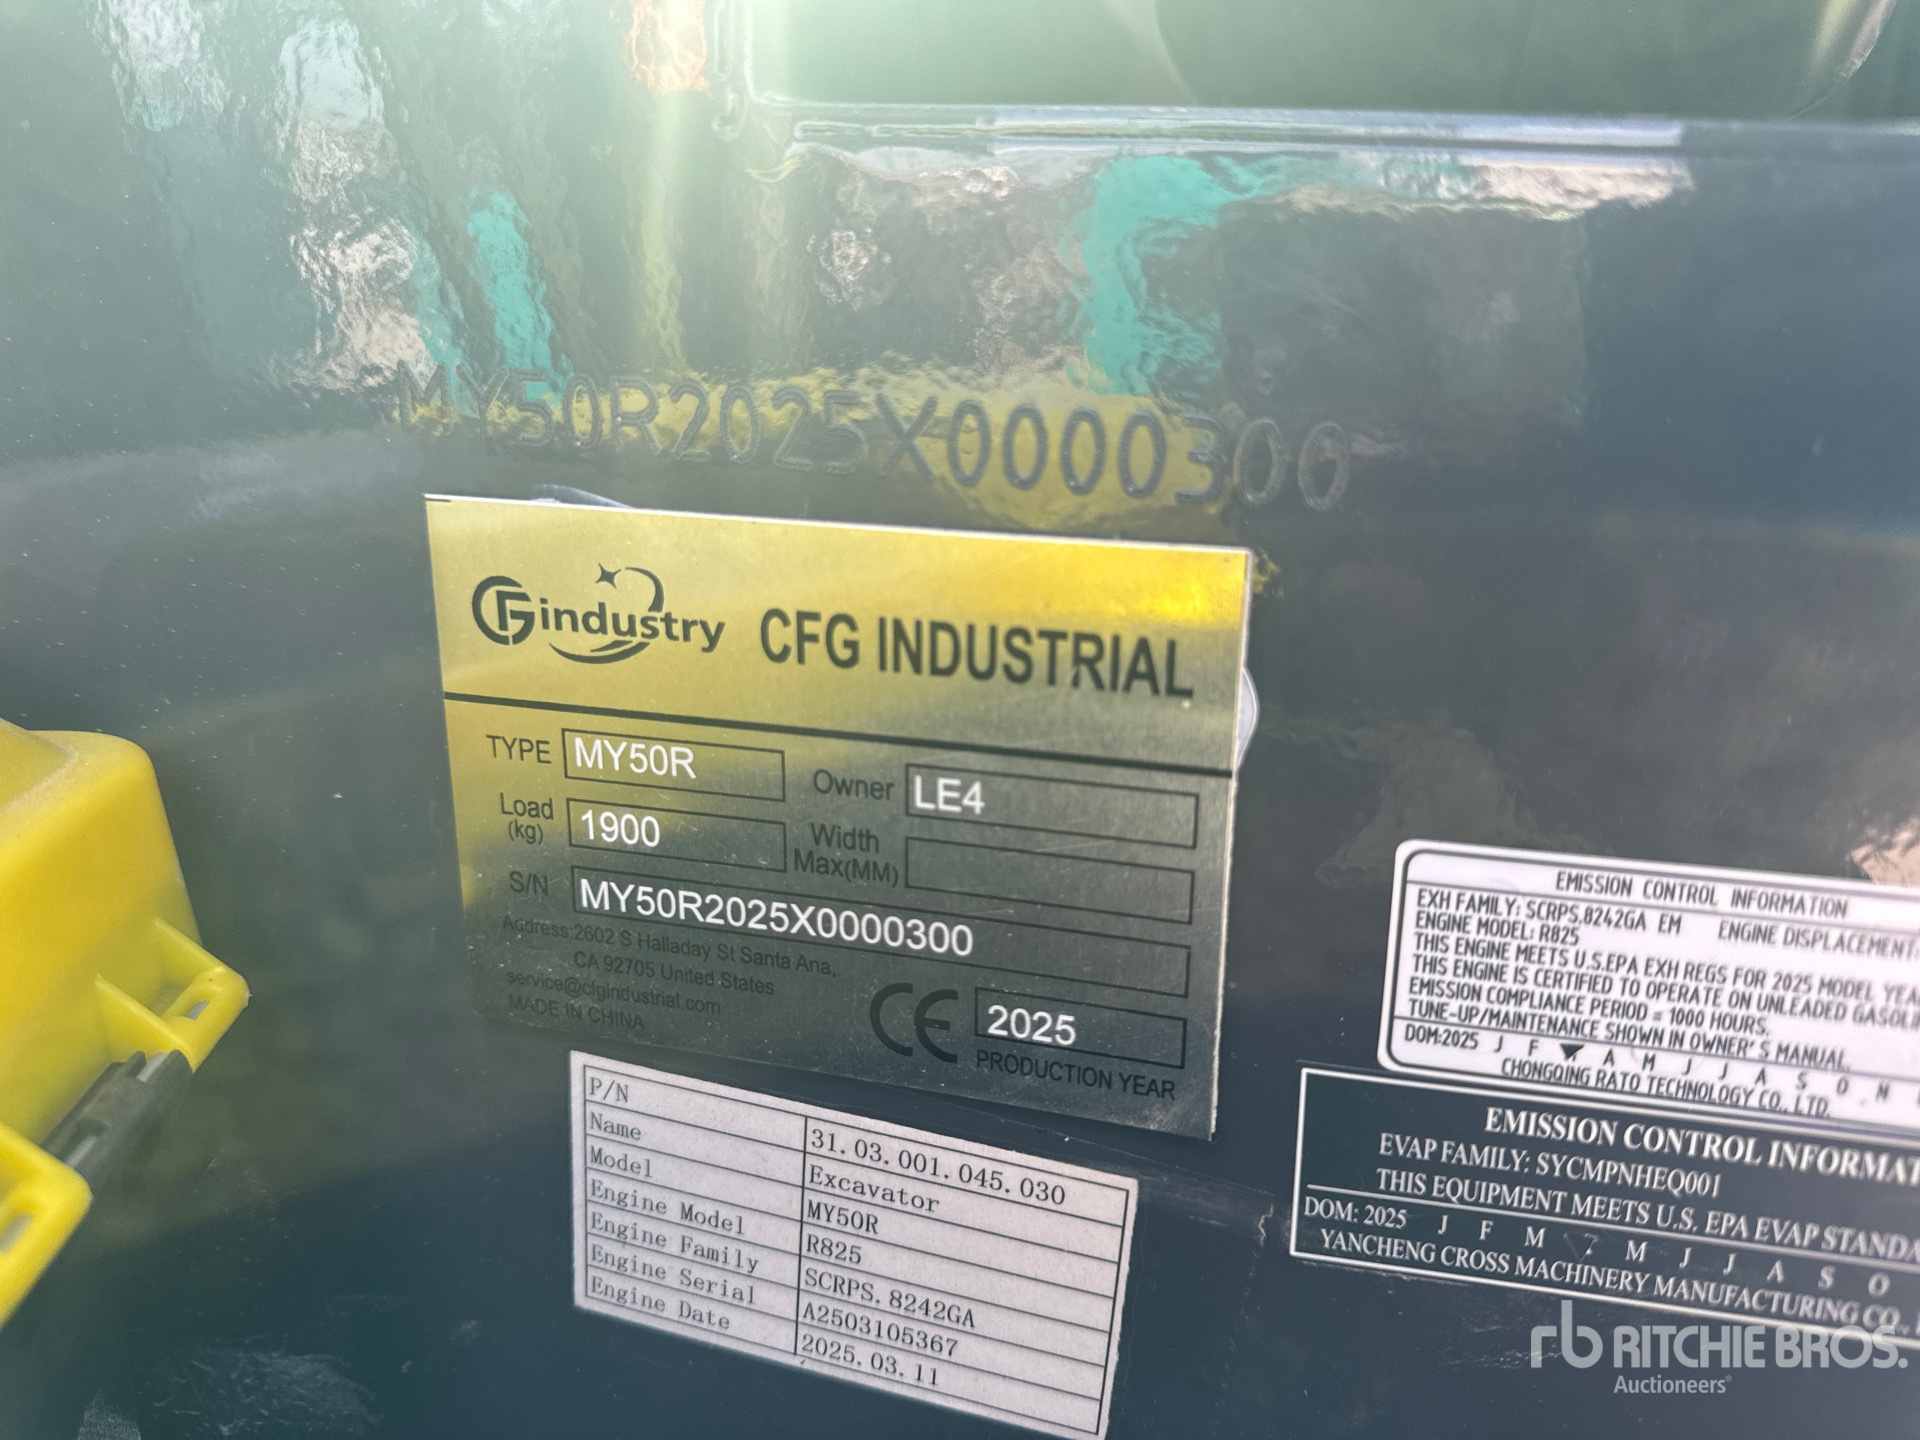 MY50R2025X0000300
CFGindustry CFG INDUSTRIAL
TYPE MY50R Owner LE4
Load (kg) 1900 Width Max(MM)
S/N MY50R2025X0000300
Address:2602 S Halladay St Santa Ana,
CA 92705 United States
service@cfgindustrial.com
MADE IN CHINA
CE 2025
PRODUCTION YEAR
P/N 31.03.001.045.030
Name Excavator
Model MY50R
Engine Model R825
Engine Family SCRPS.8242GA
Engine Serial A2503105367
Engine Date 2025.03.11
EMISSION CONTROL INFORMATION
EXH FAMILY: SCRPS.8242GA EM ENGINE DISPLACEMENT:
ENGINE MODEL: R825
THIS ENGINE MEETS U.S.EPA EXH REGS FOR 2025 MODEL
THIS ENGINE IS CERTIFIED TO OPERATE ON UNLEADED
EMISSION COMPLIANCE PERIOD = 1000 HOURS.
TUNE-UP/MAINTENANCE SHOWN IN OWNER'S MANUAL.
DOM:2025 J F A M J J A S O N
CHONGQING RATO TECHNOLOGY CO., LTD.
EMISSION CONTROL
EVAP FAMILY: SYCMPNHEQ001
THIS EQUIPMENT MEETS U.S. EPA EVAP
DOM: 2025 J F M M J J A S O
YANCHENG CROSS MACHINERY MANUFACTURING CO.,
rb RITCHIE BROS.
Auctioneers